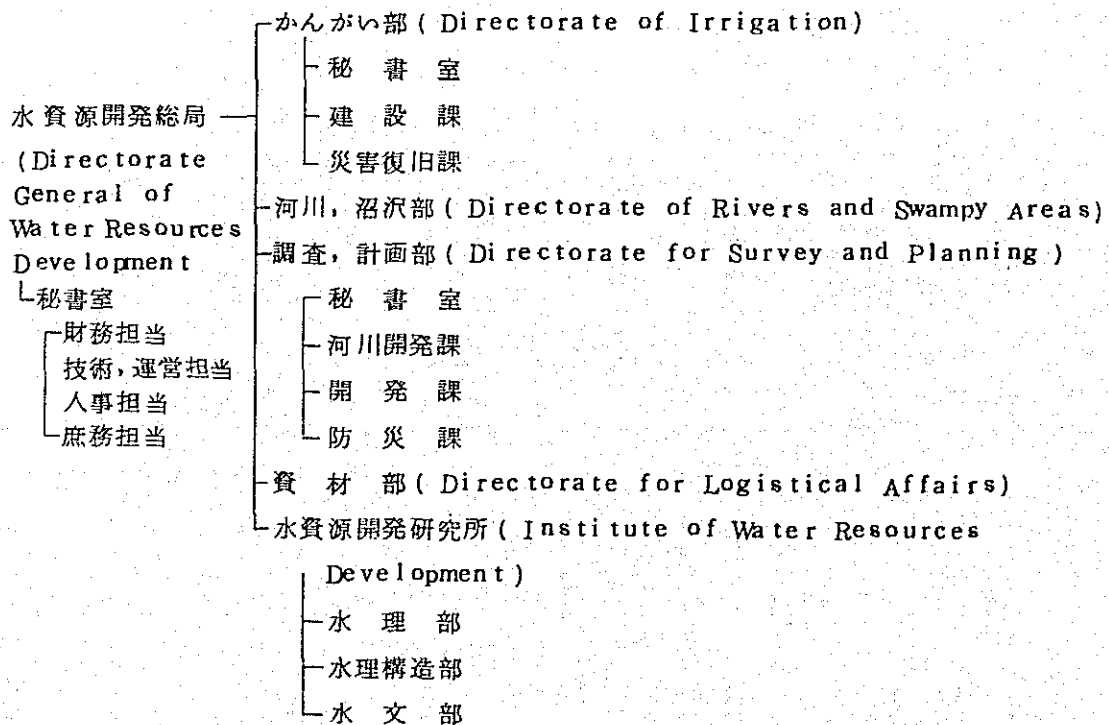 かんがい部 ( Directorate of Irrigation)
秘書室
建設課
災害復旧課
水資源開発総局
(Directorate
General of
Water Resources
Development
秘書室
財務担当
技術,運営担当
人事担当
庶務担当
河川,沼沢部 ( Directorate of Rivers and Swampy Areas)
調査,計画部 ( Directorate for Survey and Planning )
秘書室
河川開発課
開発課
防災課
資材部 ( Directorate for Logistical Affairs)
水資源開発研究所 ( Institute of Water Resources
Development )
水理部
水理構造部
水文部